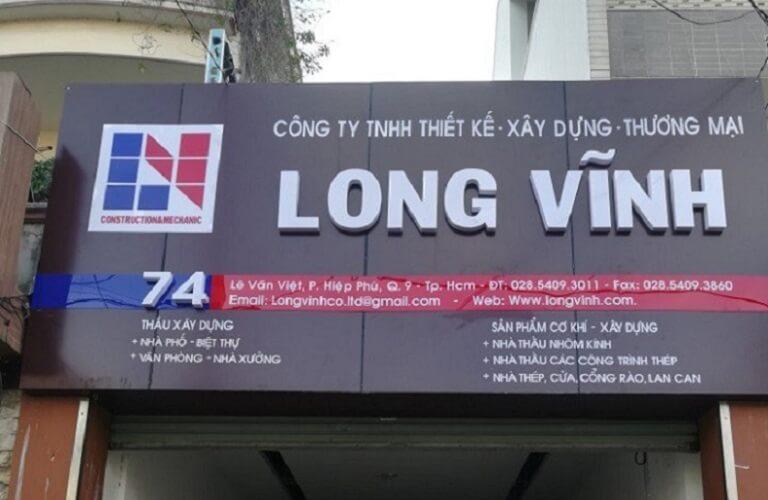 CÔNG TY TNHH THIẾT KẾ · XÂY DỰNG · THƯƠNG MẠI
LONG VĨNH
CONSTRUCTION&MECHANIC
74
Lê Văn Việt, P. Hiệp Phú, Q. 9 - Tp. Hcm - ĐT: 028.5409.3011 - Fax: 028.5409.3860
Email: Longvinhco.ltd@gmail.com - Web: Www.longvinh.com.
THẦU XÂY DỰNG
+ NHÀ PHỐ - BIỆT THỰ
+ VĂN PHÒNG - NHÀ XƯỞNG
SẢN PHẨM CƠ KHÍ - XÂY DỰNG
+ NHÀ THẦU NHÔM KÍNH
+ NHÀ THẦU CÁC CÔNG TRÌNH THÉP
+ NHÀ THÉP, CỬA, CỔNG RÀO, LAN CAN